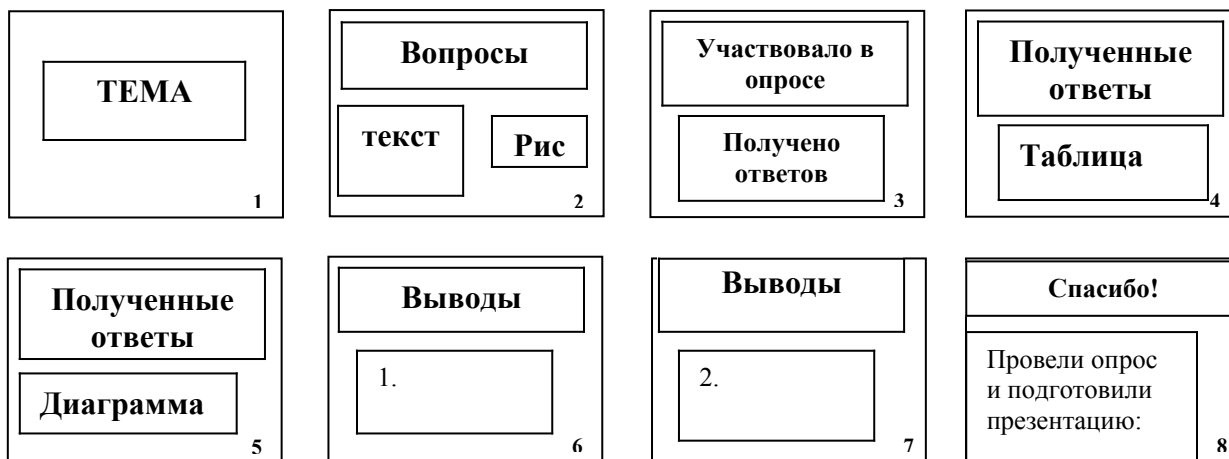 ТЕМА
1
Вопросы
текст
Рис
2
Участвовало в
опросе
Получено
ответов
3
Полученные
ответы
Таблица
4
Полученные
ответы
Диаграмма
5
Выводы
1.
6
Выводы
2.
7
Спасибо!
Провели опрос
и подготовили
презентацию:
8